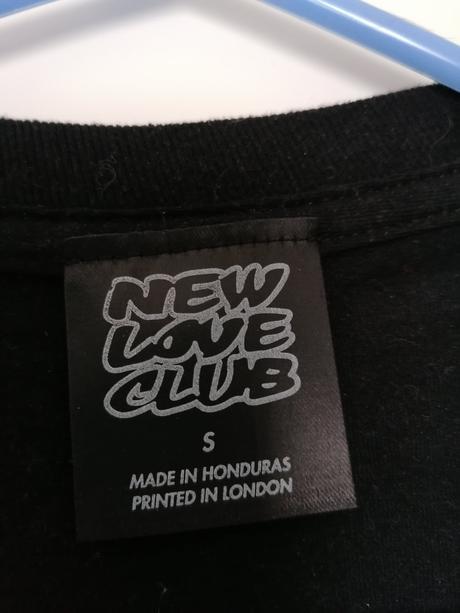 NEW
LOVE
CLUB
S
MADE IN HONDURAS
PRINTED IN LONDON